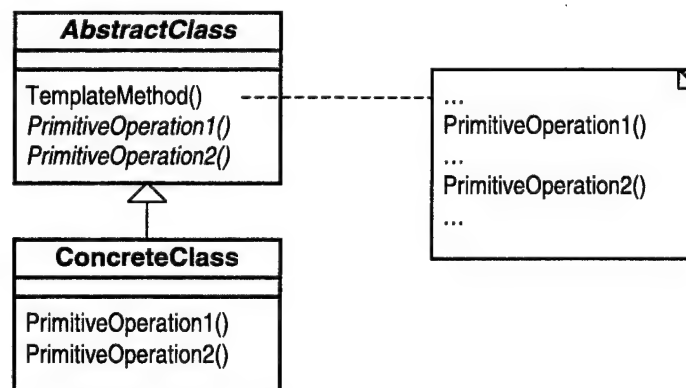 AbstractClass
TemplateMethod()
PrimitiveOperation1()
PrimitiveOperation2()
...
PrimitiveOperation1()
...
PrimitiveOperation2()
...
ConcreteClass
PrimitiveOperation1()
PrimitiveOperation2()